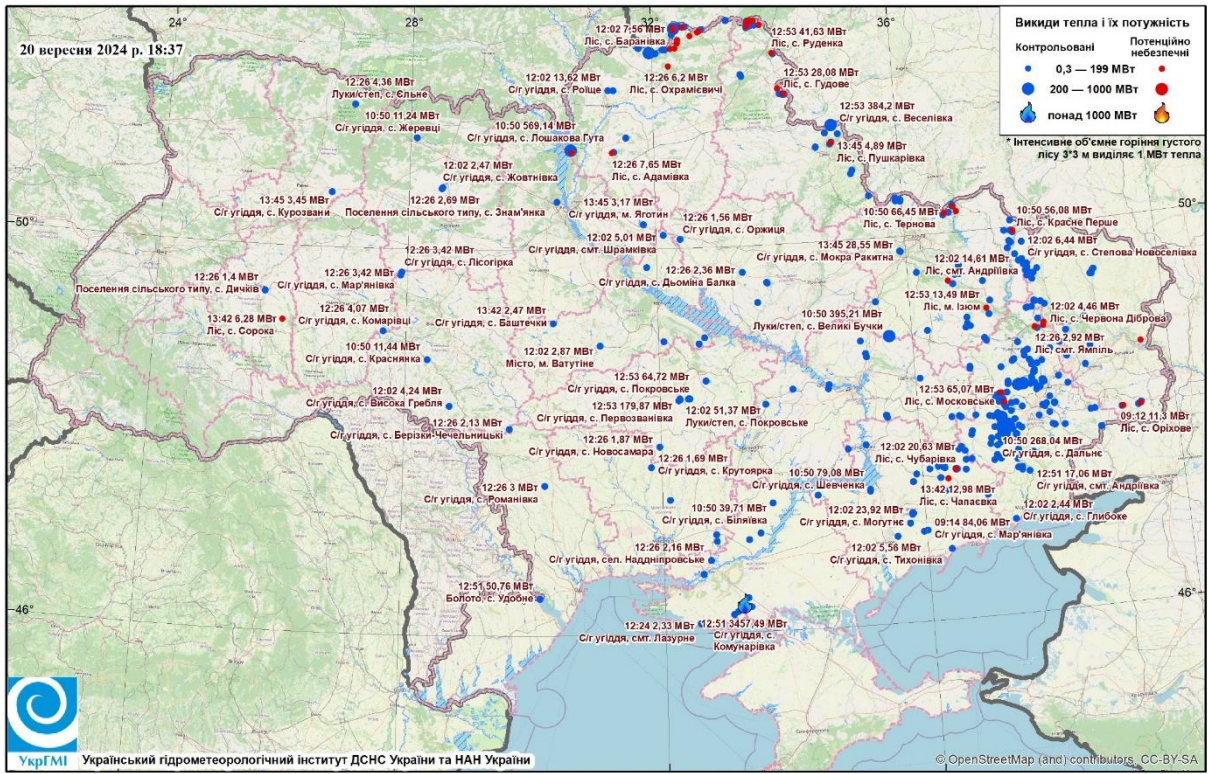 24°
28°
32°
36°
20 вересня 2024 р. 18:37
Викиди тепла і їх потужність
Контрольовані
Потенційно небезпечні
0,3 — 199 МВт
200 — 1000 МВт
понад 1000 МВт
* Інтенсивне об'ємне горіння густого
лісу 3*3 м виділяє 1 МВт тепла
12:02 7,56 МВт
Ліс, с. Баранівка
12:53 41,63 МВт
Ліс, с. Руденка
12:26 4,36 МВт
Луки/степ, с. Єльне
12:02 13,62 МВт
С/г угіддя, с. Роїще
12:26 6,2 МВт
Ліс, с. Охрамієвичі
12:53 28,08 МВт
Ліс, с. Гудове
10:50 11,24 МВт
С/г угіддя, с. Жеревці
12:53 384,2 МВт
С/г угіддя, с. Веселівка
10:50 569,14 МВт
С/г угіддя, с. Лошакова Гута
13:45 4,89 МВт
Ліс, с. Пушкарівка
12:02 2,47 МВт
С/г угіддя, с. Жовтнівка
12:26 7,65 МВт
Ліс, с. Адамівка
13:45 3,45 МВт
С/г угіддя, с. Курозвани
12:26 2,69 МВт
Поселення сільського типу, с. Знам'янка
13:45 3,17 МВт
С/г угіддя, м. Яготин
50°
50°
10:50 66,45 МВт
Ліс, с. Тернова
10:50 56,08 МВт
Ліс, с. Красне Перше
12:26 1,56 МВт
С/г угіддя, с. Оржиця
12:02 5,01 МВт
С/г угіддя, смт. Шрамківка
12:26 3,42 МВт
С/г угіддя, с. Лісогірка
13:45 28,55 МВт
С/г угіддя, с. Мокра Ракитна
12:02 6,44 МВт
С/г угіддя, с. Степова Новоселівка
12:02 14,61 МВт
Ліс, смт. Андріївка
12:26 1,4 МВт
Поселення сільського типу, с. Дичків
12:26 3,42 МВт
С/г угіддя, с. Мар'янівка
12:26 2,36 МВт
С/г угіддя, с. Дьоміна Балка
12:53 13,49 МВт
Ліс, м. Ізюм
12:02 4,46 МВт
Ліс, с. Червона Діброва
13:42 6,28 МВт
Ліс, с. Сорока
12:26 4,07 МВт
С/г угіддя, с. Комарівці
13:42 2,47 МВт
С/г угіддя, с. Баштечки
10:50 395,21 МВт
Луки/степ, с. Великі Бучки
12:26 2,92 МВт
Ліс, смт. Ямпіль
10:50 11,44 МВт
С/г угіддя, с. Краснянка
12:02 2,87 МВт
Місто, м. Ватутіне
12:53 64,72 МВт
С/г угіддя, с. Покровське
12:53 65,07 МВт
Ліс, с. Московське
12:02 4,24 МВт
С/г угіддя, с. Висока Гребля
12:53 179,87 МВт
С/г угіддя, с. Первозванівка
12:02 51,37 МВт
Луки/степ, с. Покровське
09:12 11,3 МВт
Ліс, с. Оріхове
12:26 2,13 МВт
С/г угіддя, с. Берізки-Чечельницькі
12:26 1,87 МВт
С/г угіддя, с. Новосамара
12:02 20,63 МВт
Ліс, с. Чубарівка
10:50 268,04 МВт
С/г угіддя, с. Дальнє
12:26 1,69 МВт
С/г угіддя, с. Крутоярка
10:50 79,08 МВт
С/г угіддя, с. Шевченка
12:51 17,06 МВт
С/г угіддя, смт. Андріївка
12:26 3 МВт
С/г угіддя, с. Романівка
13:42 12,98 МВт
Ліс, с. Чапаєвка
10:50 39,71 МВт
С/г угіддя, с. Біляївка
12:02 23,92 МВт
С/г угіддя, с. Могутнє
12:02 2,44 МВт
С/г угіддя, с. Глибоке
09:14 84,06 МВт
С/г угіддя, с. Мар'янівка
12:26 2,16 МВт
С/г угіддя, сел. Наддніпровське
12:02 5,56 МВт
С/г угіддя, с. Тихонівка
12:51 50,76 МВт
Болото, с. Удобне
46°
46°
12:24 2,33 МВт
С/г угіддя, смт. Лазурне
12:51 3457,49 МВт
С/г угіддя, с.
Комунарівка
УкрГМІ
Український гідрометеорологічний інститут ДСНС України та НАН України
© OpenStreetMap (and) contributors, CC-BY-SA